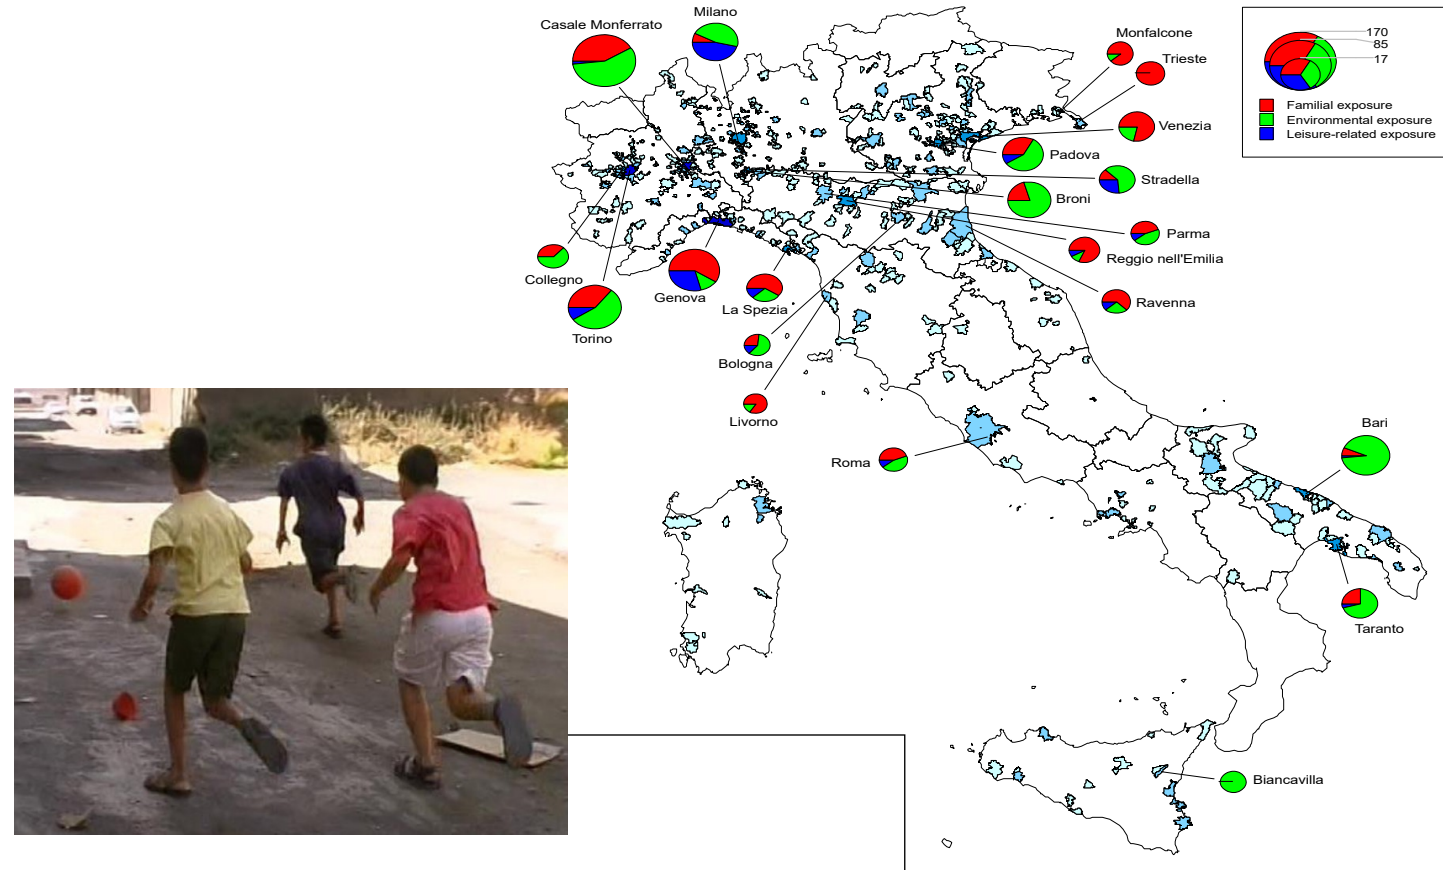 Milano
Casale Monferrato
Monfalcone
Trieste
170
85
17
Familial exposure
Environmental exposure
Leisure-related exposure
Venezia
Padova
Stradella
Broni
Parma
Reggio nell'Emilia
Collegno
Genova
La Spezia
Ravenna
Torino
Bologna
Livorno
Roma
Bari
Taranto
Biancavilla